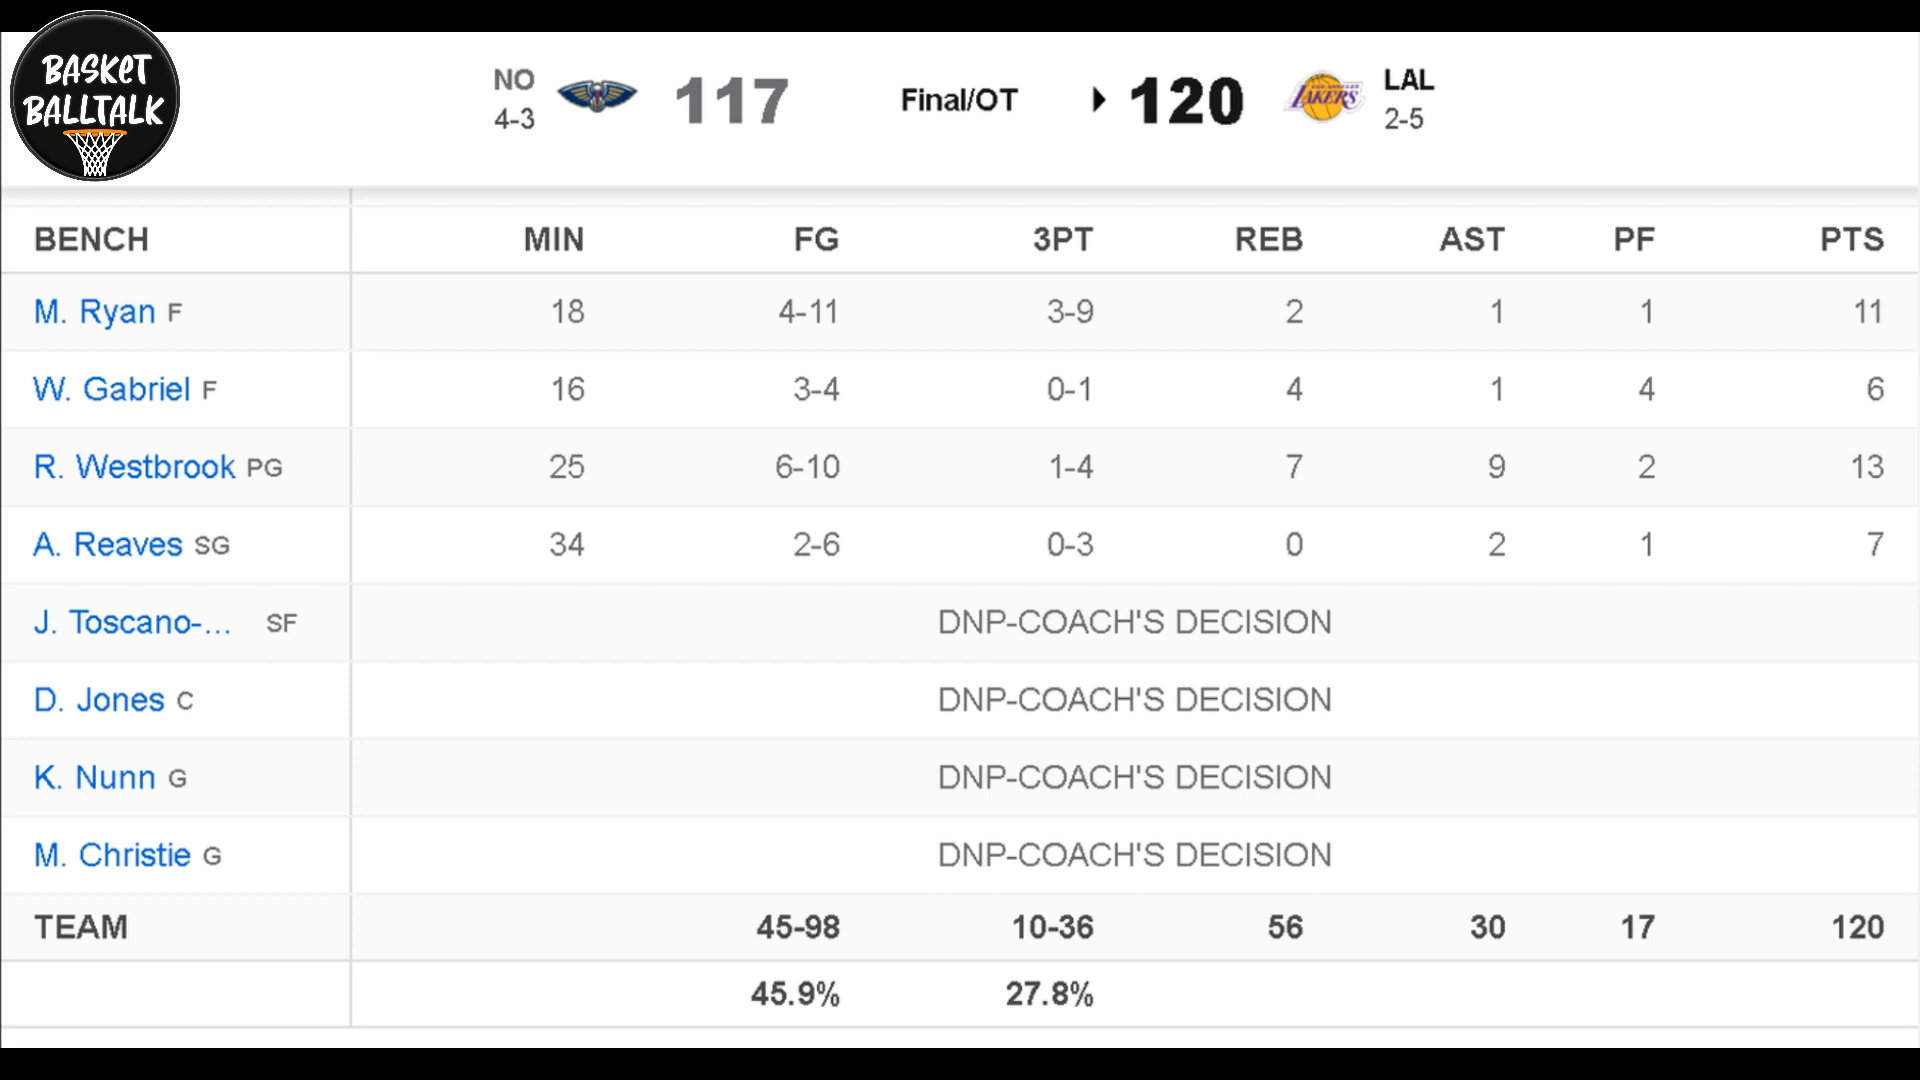 BASKET
BALLTALK
NO 117 Final/OT 120 LAKERS LAL
4-3 2-5
BENCH MIN FG 3PT REB AST PF PTS
M. Ryan F 18 4-11 3-9 2 1 1 11
W. Gabriel F 16 3-4 0-1 4 1 4 6
R. Westbrook PG 25 6-10 1-4 7 9 2 13
A. Reaves SG 34 2-6 0-3 0 2 1 7
J. Toscano-... SF DNP-COACH'S DECISION
D. Jones C DNP-COACH'S DECISION
K. Nunn G DNP-COACH'S DECISION
M. Christie G DNP-COACH'S DECISION
TEAM 45-98 10-36 56 30 17 120
45.9% 27.8%